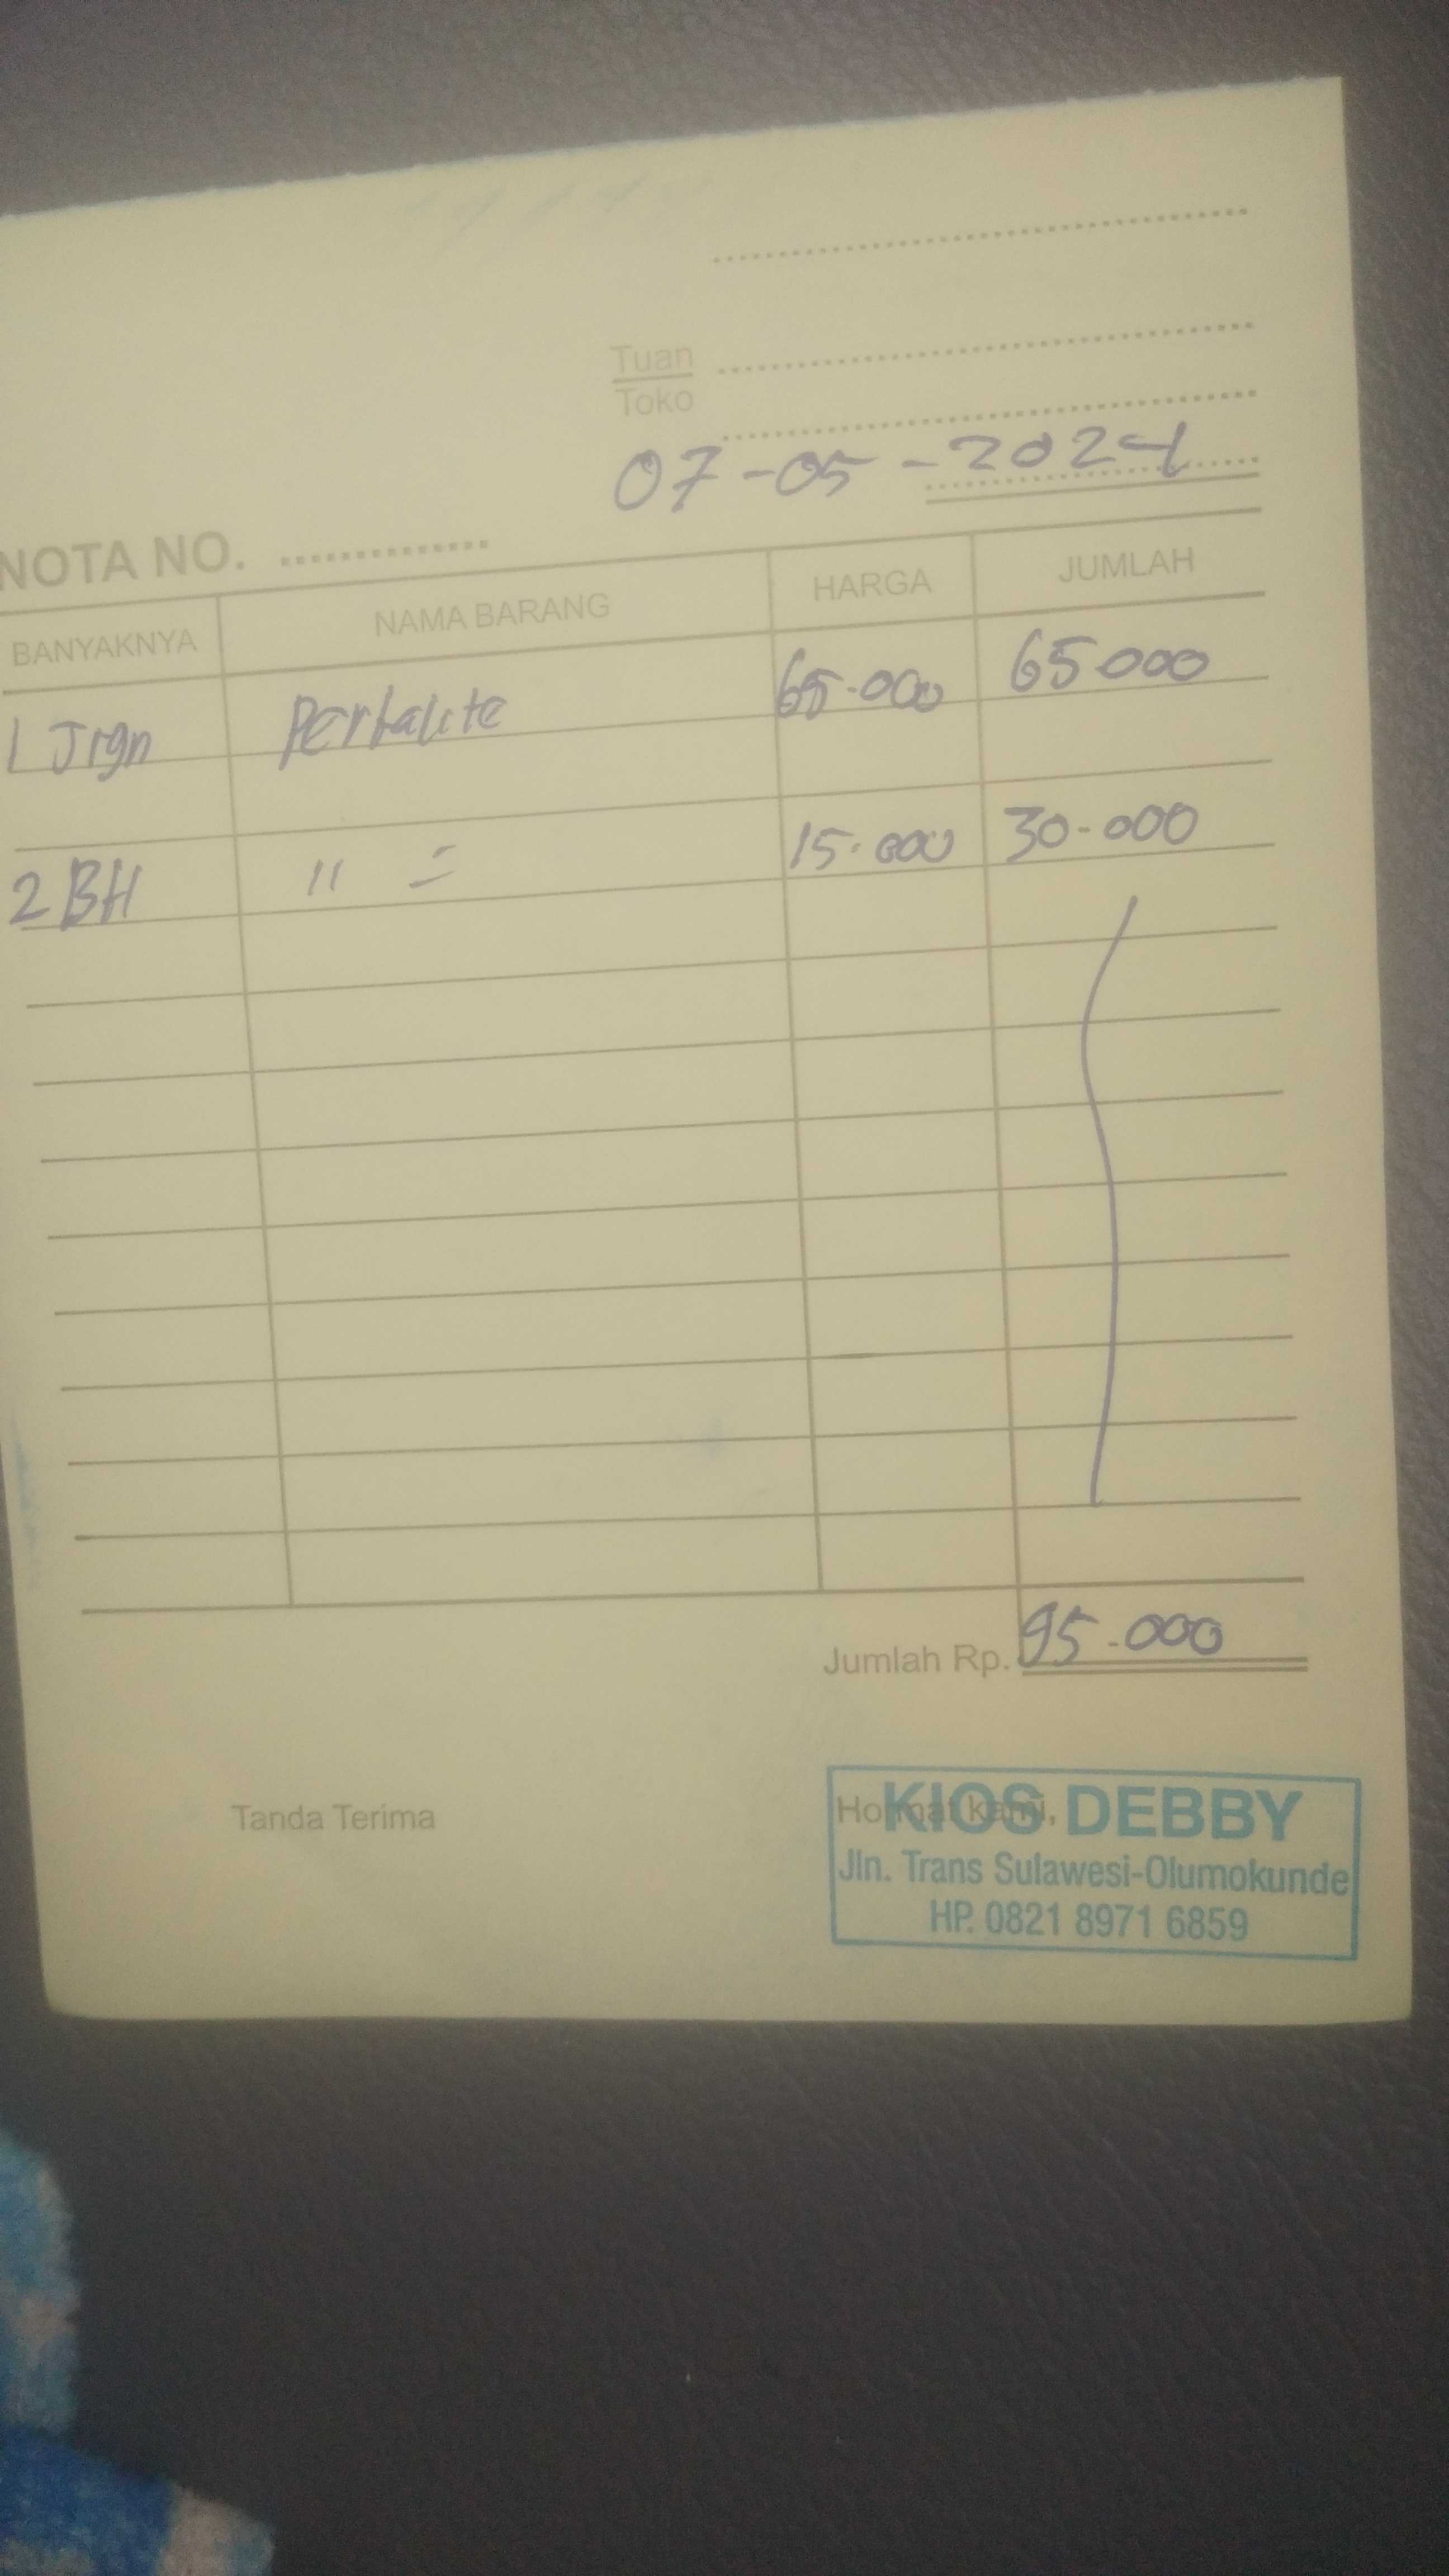 Tuan
Toko
07-05-2024
NOTA NO. ...............
BANYAKNYA NAMA BARANG HARGA JUMLAH
1 Jrgn Pertalite 65.000 65000
2 BH " = 15.000 30-000
Jumlah Rp. 95-000
Tanda Terima Hormat kami,
KIOS DEBBY
Jln. Trans Sulawesi-Olumokunde
HP. 0821 8971 6859